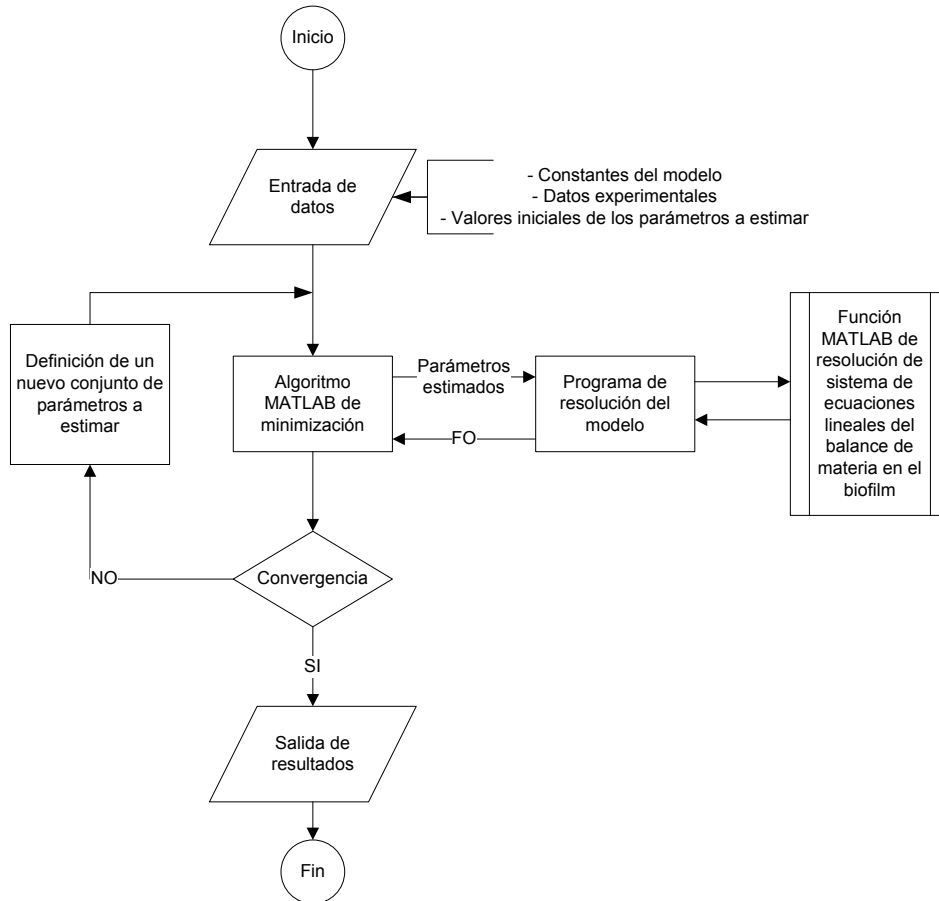 Inicio
Entrada de
datos
- Constantes del modelo
- Datos experimentales
- Valores iniciales de los parámetros a estimar
Definición de un
nuevo conjunto de
parámetros a
estimar
Algoritmo
MATLAB de
minimización
Parámetros
estimados
FO
Programa de
resolución del
modelo
Función
MATLAB de
resolución de
sistema de
ecuaciones
lineales del
balance de
materia en el
biofilm
Convergencia
NO
SI
Salida de
resultados
Fin